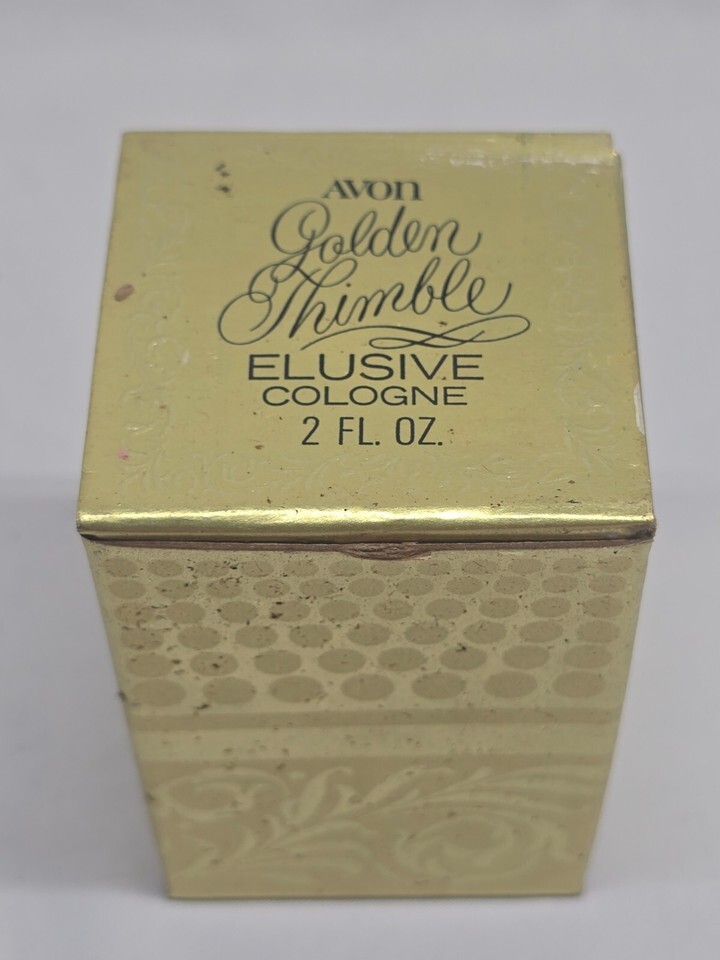 AVON
Golden
Thimble
ELUSIVE
COLOGNE
2 FL. OZ.